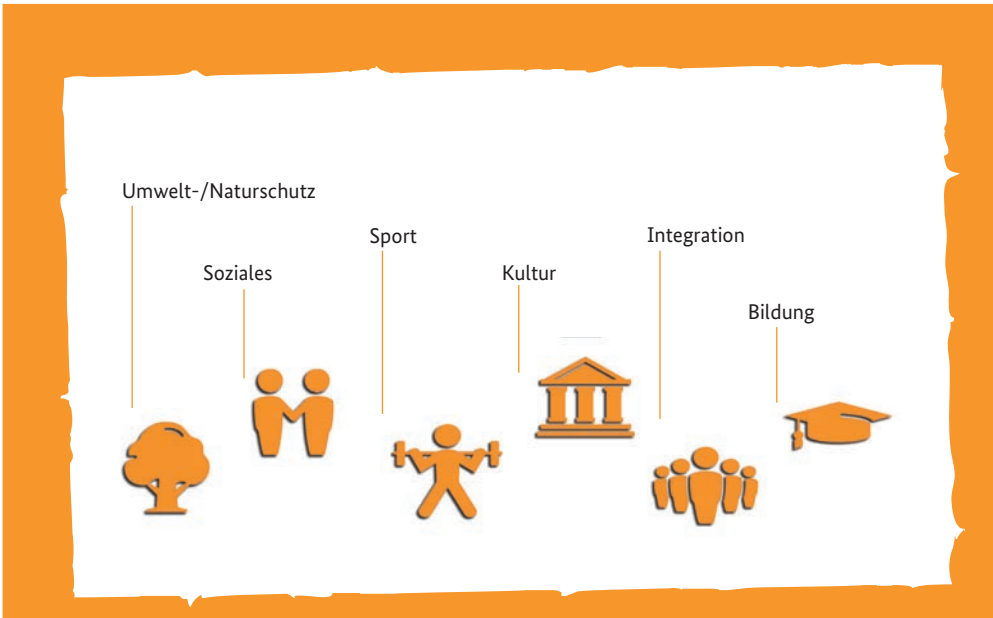 Umwelt-/Naturschutz
Soziales
Sport
Kultur
Integration
Bildung